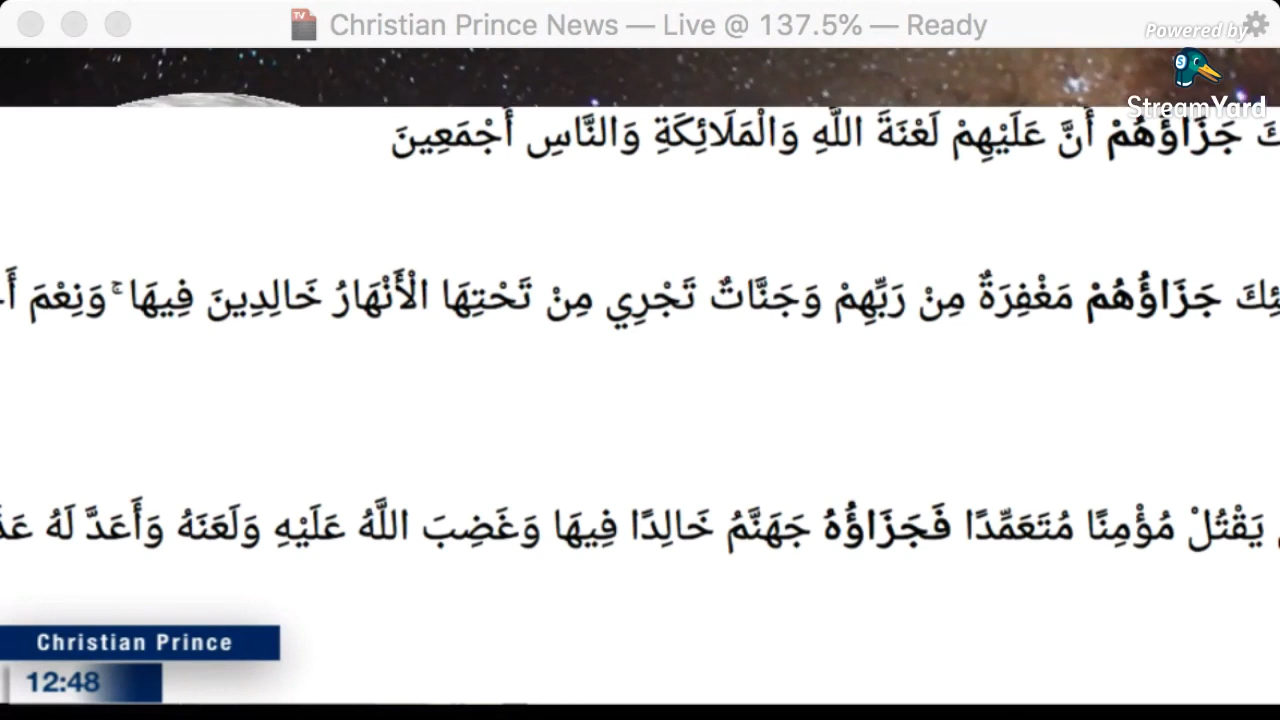 Christian Prince News — Live @ 137.5% — Ready
Powered by
StreamYard
جَزَاؤُهُمْ أَنَّ عَلَيْهِمْ لَعْنَةَ اللَّهِ وَالْمَلَائِكَةِ وَالنَّاسِ أَجْمَعِينَ
جَزَاؤُهُمْ مَغْفِرَةٌ مِنْ رَبِّهِمْ وَجَنَّاتٌ تَجْرِي مِنْ تَحْتِهَا الْأَنْهَارُ خَالِدِينَ فِيهَا ۚ وَنِعْمَ
يَقْتُلْ مُؤْمِنًا مُتَعَمِّدًا فَجَزَاؤُهُ جَهَنَّمُ خَالِدًا فِيهَا وَغَضِبَ اللَّهُ عَلَيْهِ وَلَعَنَهُ وَأَعَدَّ لَهُ
Christian Prince
12:48